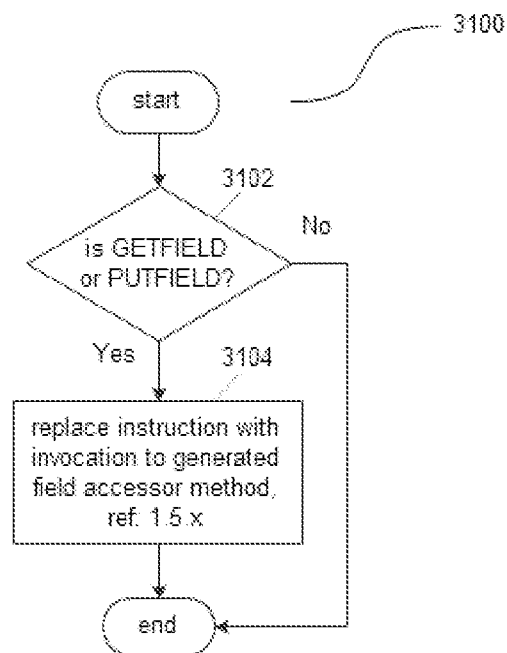 3100
start
3102
is GETFIELD
or PUTFIELD?
No
Yes
3104
replace instruction with
invocation to generated
field accessor method,
ref: 1.5.x
end